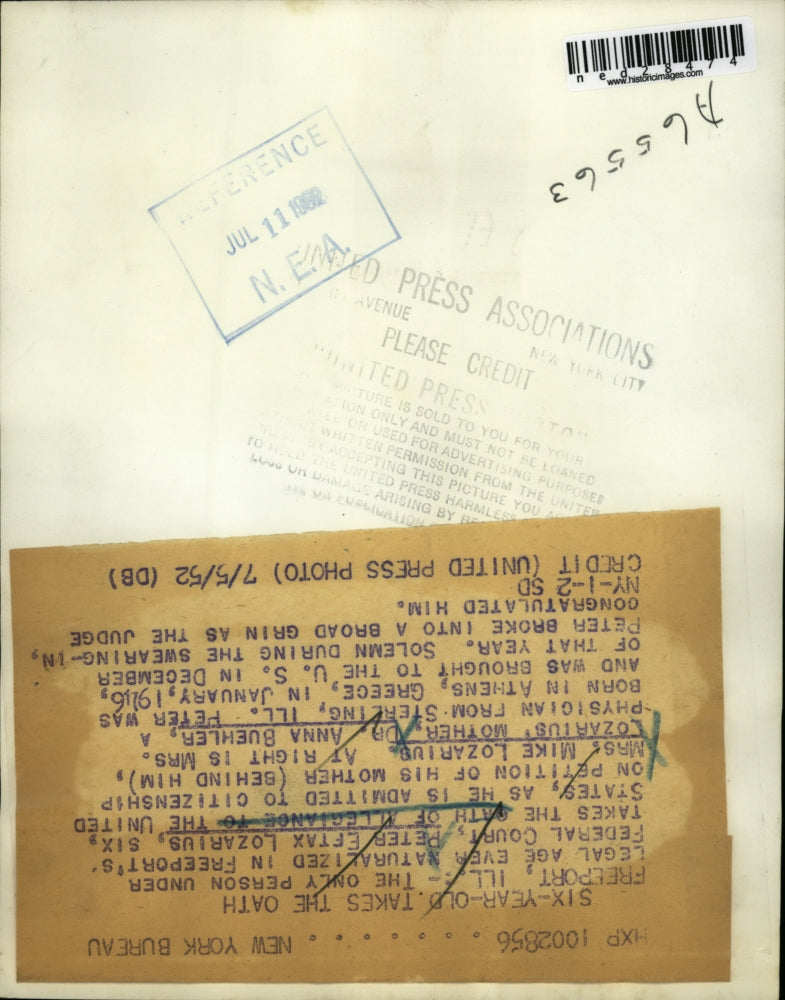 ned28474
www.historicimages.com
A65563
REFERENCE
JUL 11 1952
N. E. A.
UNITED PRESS ASSOCIATIONS
AVENUE
NEW YORK CITY
PLEASE CREDIT
UNITED PRESS
TURE IS SOLD TO YOU FOR YOUR
ATION ONLY AND MUST NOT BE LOANED
OR USED FOR ADVERTISING PURPOSES
WRITTEN PERMISSION FROM THE UNITED
BY ACCEPTING THIS PICTURE YOU
TO HOLD THE UNITED PRESS HARMLESS
LOSS OR DAMAGE ARISING BY
PUBLICATION
HXP 1002856 . . . . . . . . NEW YORK BUREAU
SIX-YEAR-OLD TAKES THE OATH
FREEPORT, ILL.-- THE ONLY PERSON UNDER
LEGAL AGE EVER NATURALIZED IN FREEPORT'S
FEDERAL COURT, PETER EFTAX LOZARIUS, SIX,
TAKES THE OATH OF ALLEGIANCE TO THE UNITED
STATES, AS HE IS ADMITTED TO CITIZENSHIP
ON PETITION OF HIS MOTHER (BEHIND HIM),
MRS. MIKE LOZARIUS. AT RIGHT IS MRS.
LOZARIUS' MOTHER, DR. ANNA BUEHLER, A
PHYSICIAN FROM STERLING, ILL. PETER WAS
BORN IN ATHENS, GREECE, IN JANUARY, 1946,
AND WAS BROUGHT TO THE U. S. IN DECEMBER
OF THAT YEAR. SOLEMN DURING THE SWEARING-IN,
PETER BROKE INTO A BROAD GRIN AS THE JUDGE
CONGRATULATED HIM.
NY-1-2 SD
CREDIT (UNITED PRESS PHOTO) 7/5/52 (DB)